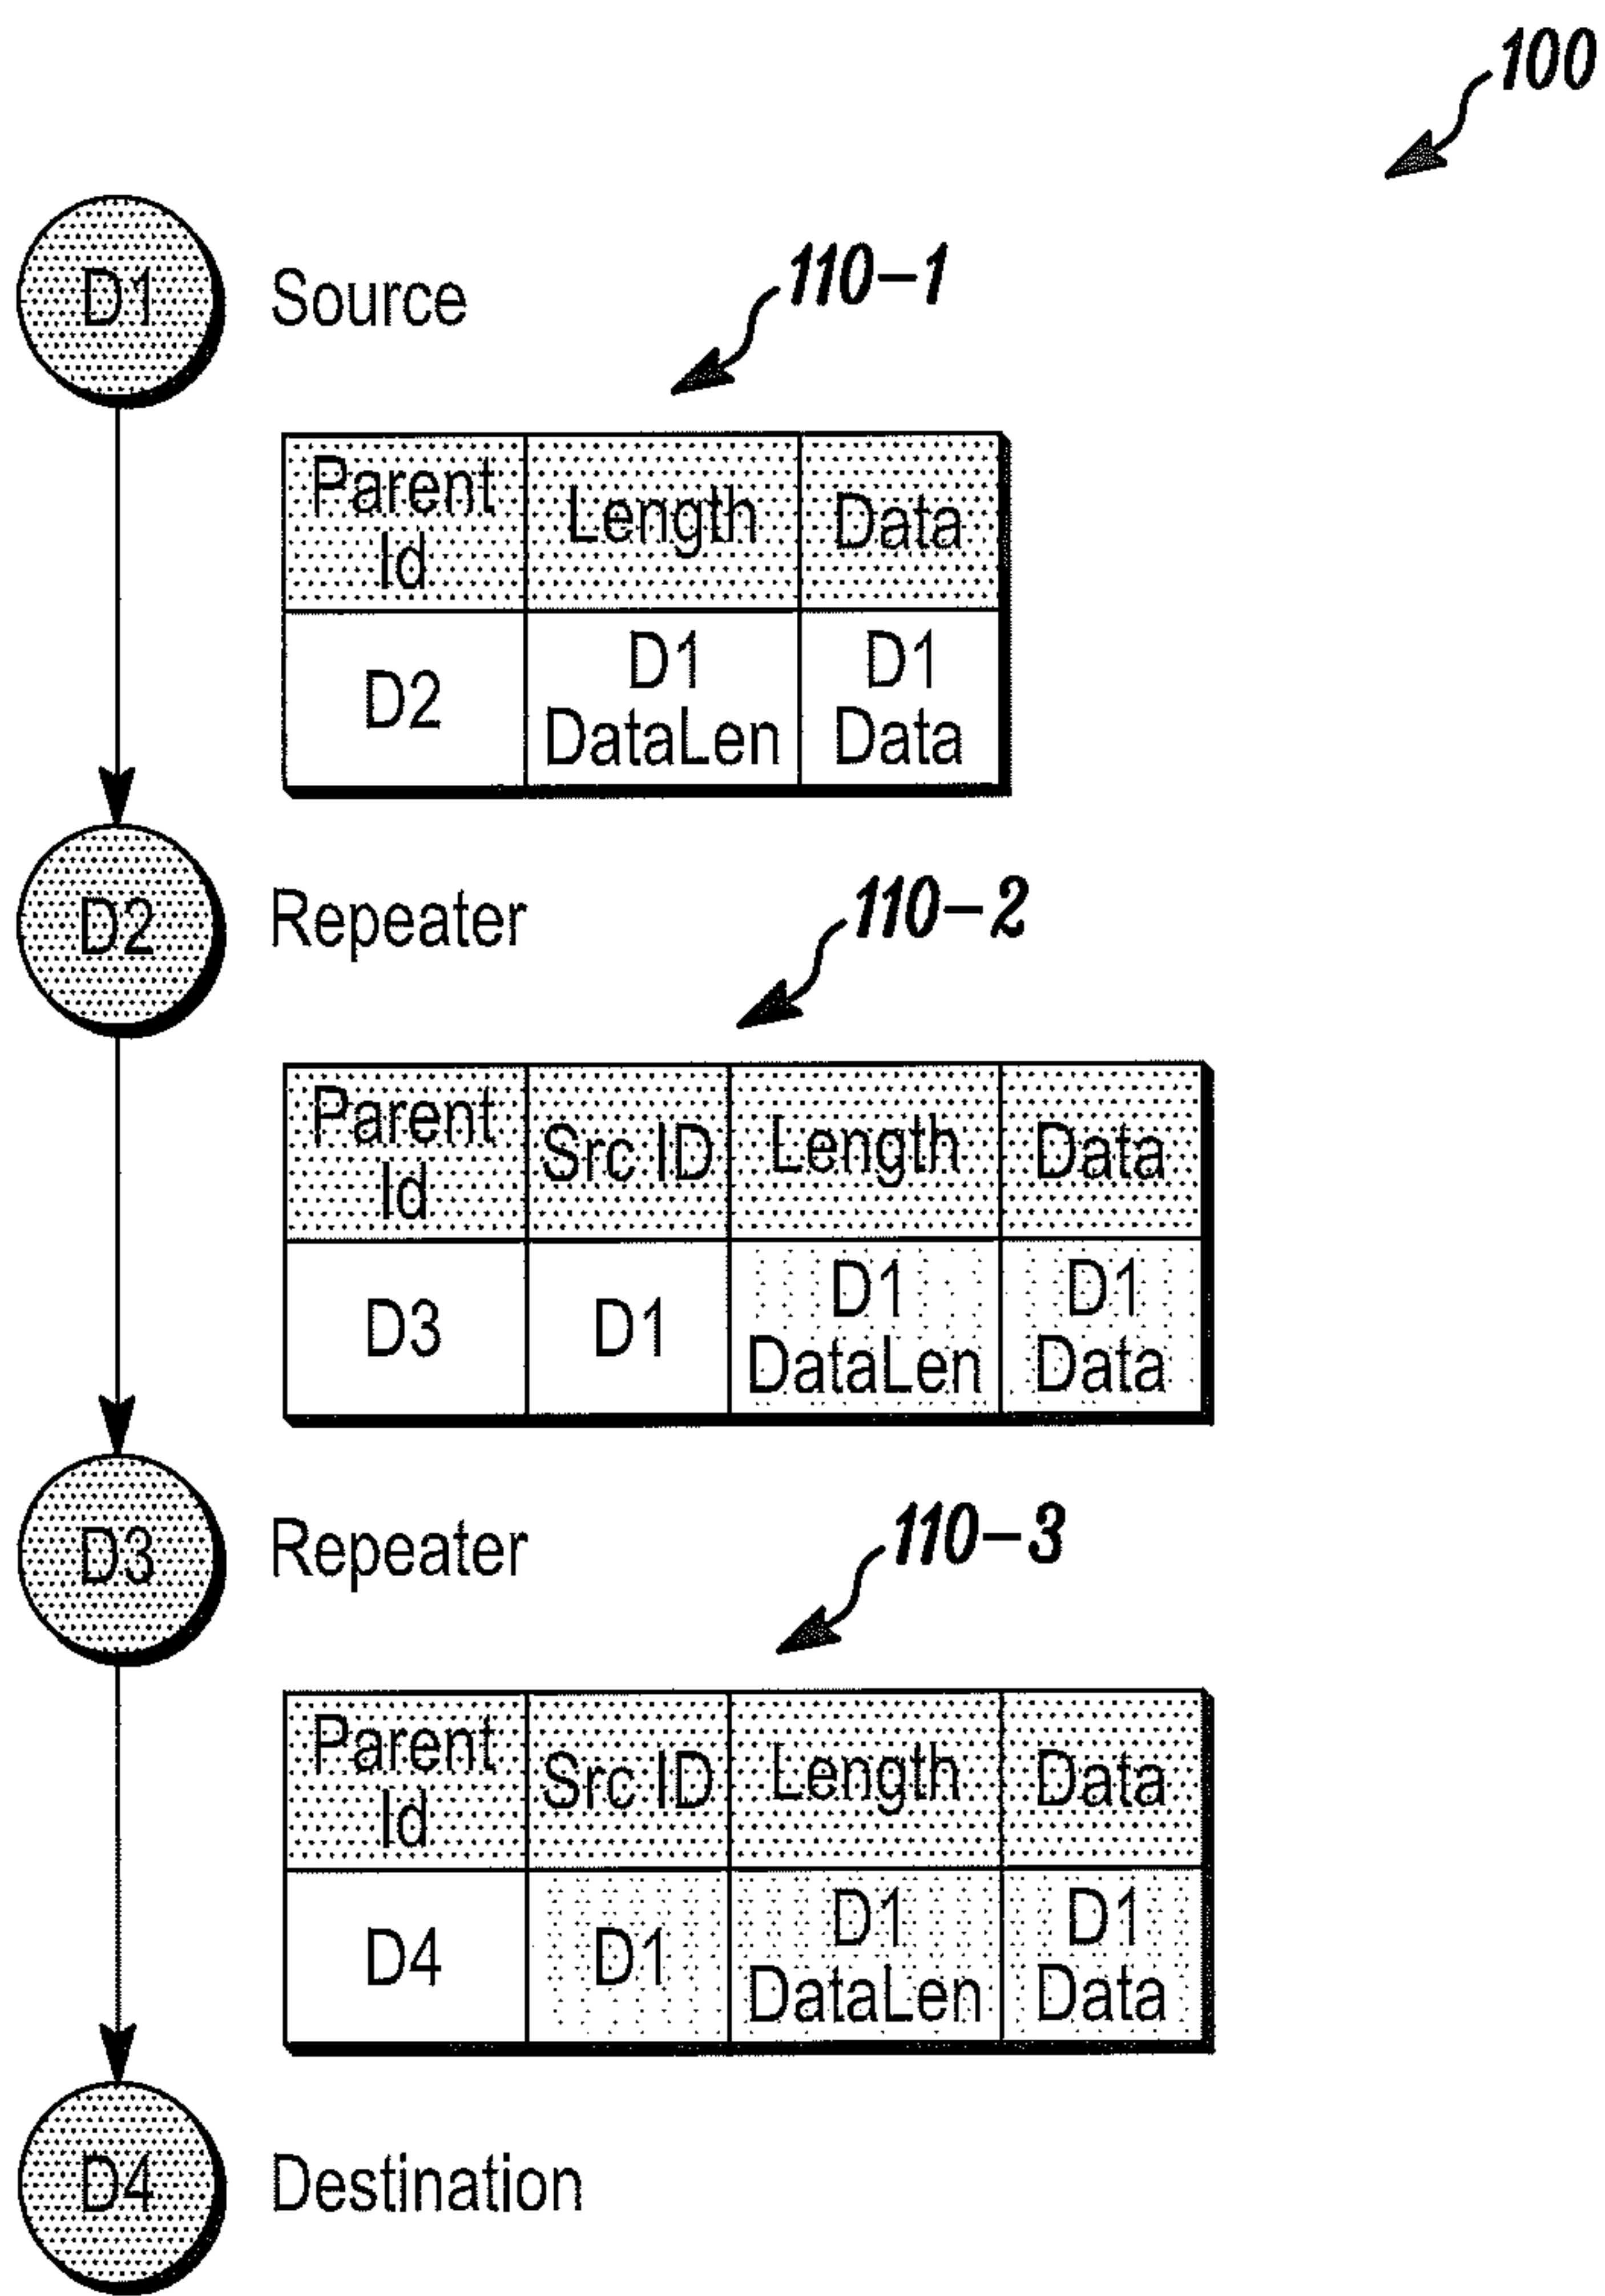 100
D1 Source
110-1
Parent Id Length Data
D2 D1 DataLen D1 Data
D2 Repeater
110-2
Parent Id Src ID Length Data
D3 D1 D1 DataLen D1 Data
D3 Repeater
110-3
Parent Id Src ID Length Data
D4 D1 D1 DataLen D1 Data
D4 Destination